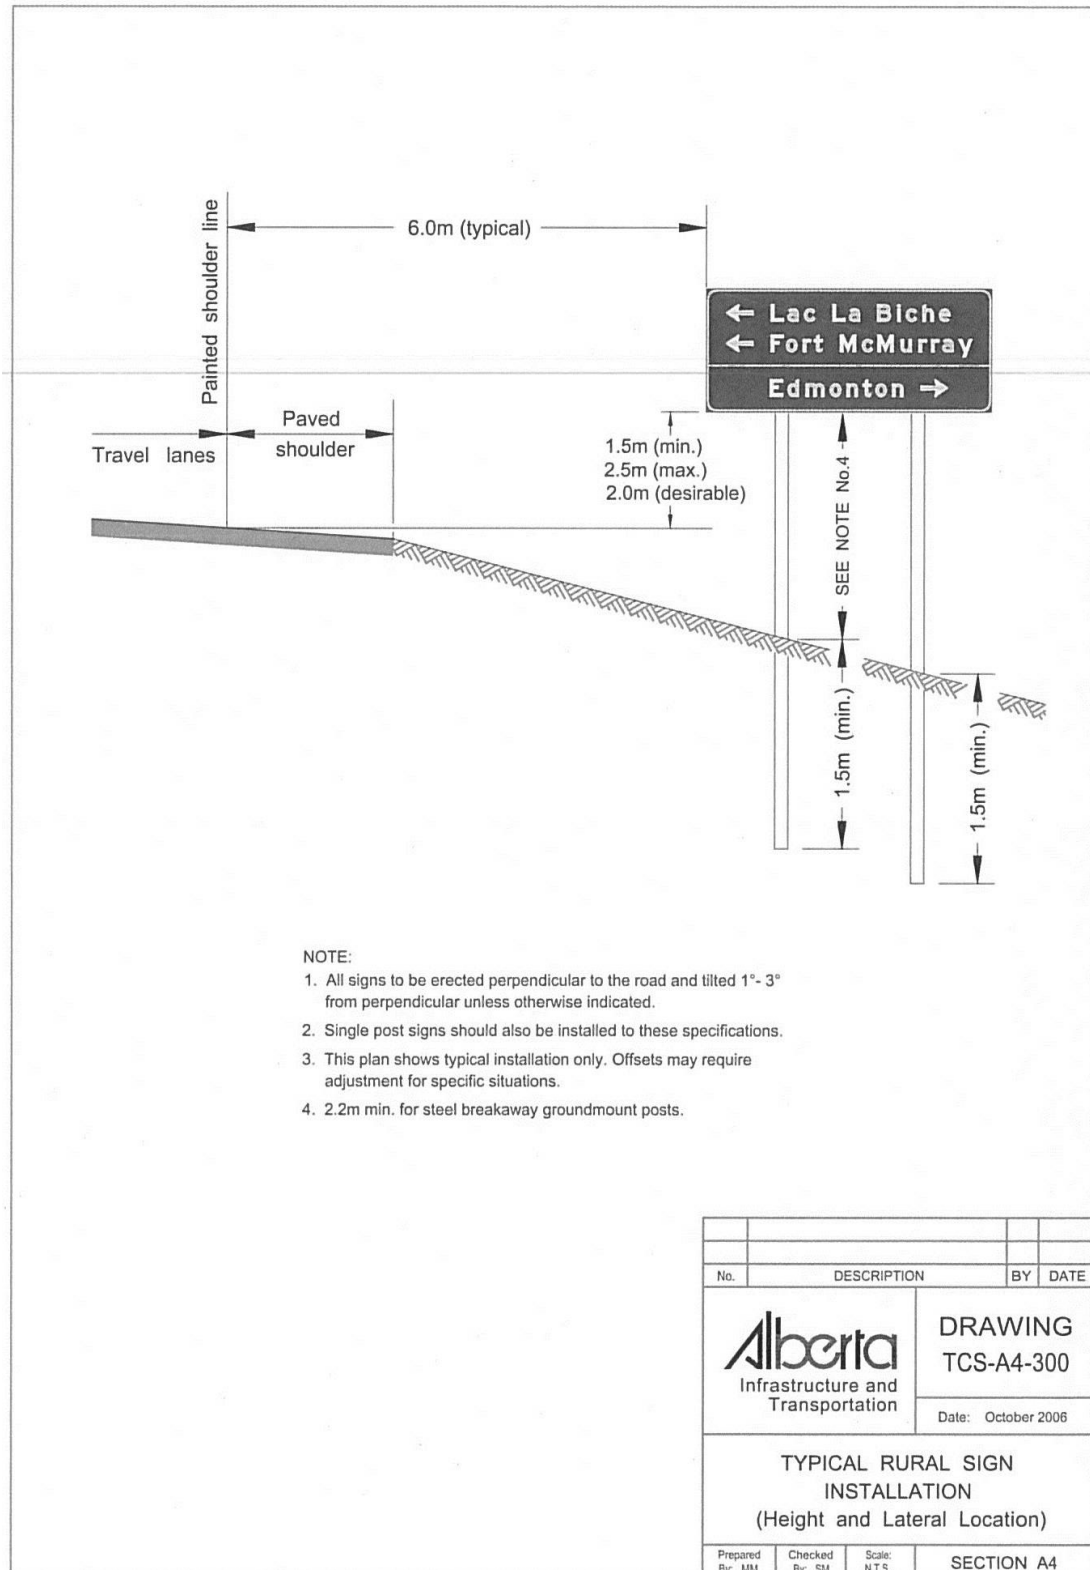 Painted shoulder line
6.0m (typical)
← Lac La Biche
← Fort McMurray
Edmonton →
Travel lanes
Paved
shoulder
1.5m (min.)
2.5m (max.)
2.0m (desirable)
SEE NOTE No.4
1.5m (min.)
1.5m (min.)
NOTE:
1. All signs to be erected perpendicular to the road and tilted 1°- 3°
from perpendicular unless otherwise indicated.
2. Single post signs should also be installed to these specifications.
3. This plan shows typical installation only. Offsets may require
adjustment for specific situations.
4. 2.2m min. for steel breakaway groundmount posts.
No. DESCRIPTION BY DATE
Alberta
Infrastructure and
Transportation
DRAWING
TCS-A4-300
Date: October 2006
TYPICAL RURAL SIGN
INSTALLATION
(Height and Lateral Location)
Prepared
By: MM
Checked
By: SM
Scale:
N.T.S.
SECTION A4